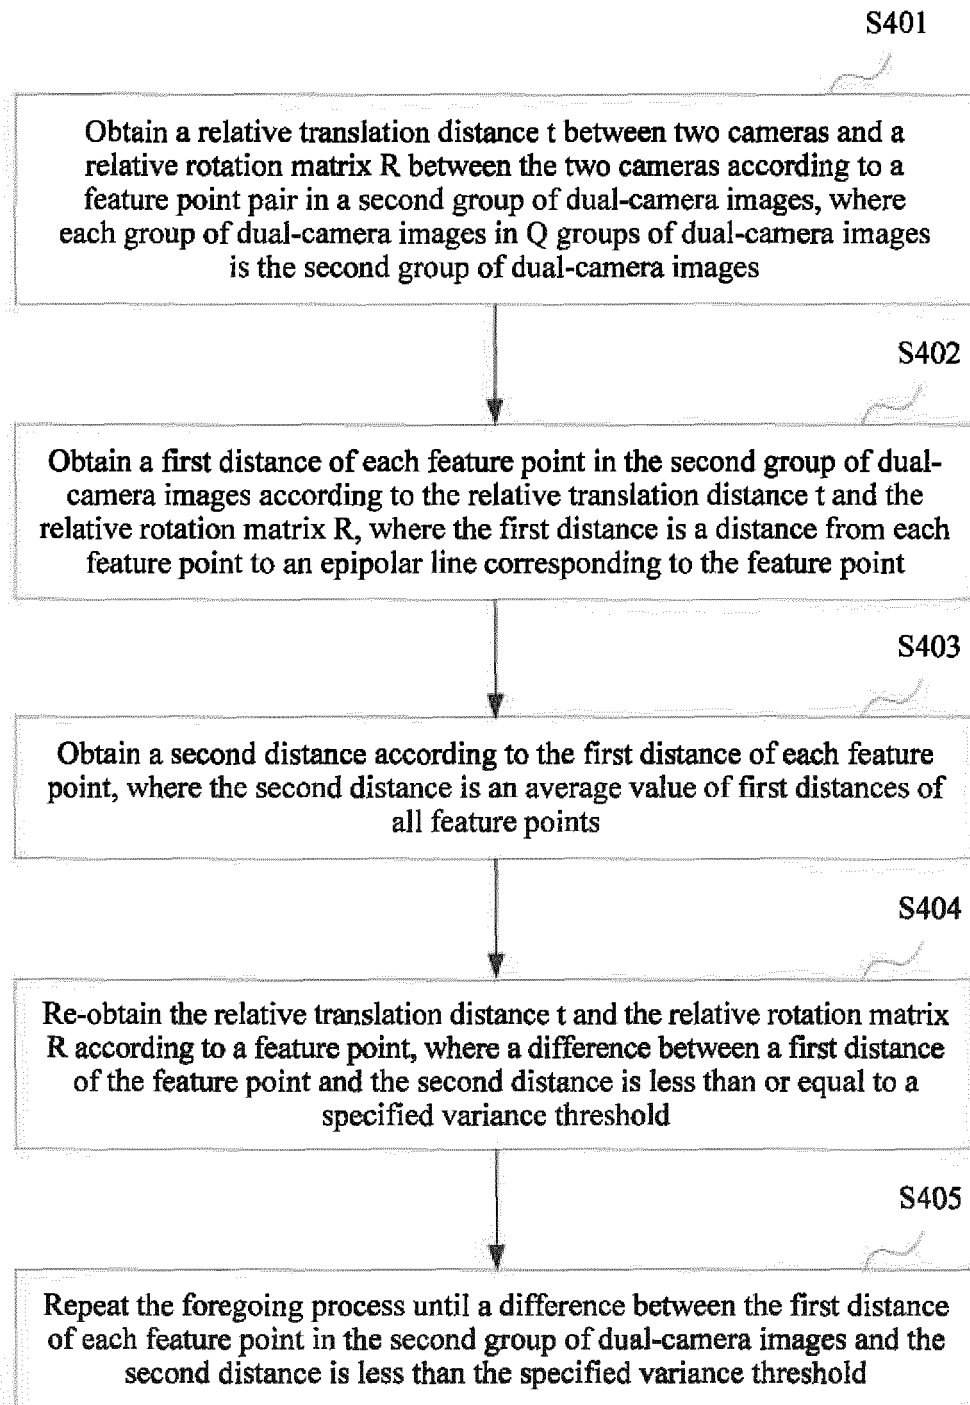 S401
Obtain a relative translation distance t between two cameras and a
relative rotation matrix R between the two cameras according to a
feature point pair in a second group of dual-camera images, where
each group of dual-camera images in Q groups of dual-camera images
is the second group of dual-camera images
S402
Obtain a first distance of each feature point in the second group of dual-
camera images according to the relative translation distance t and the
relative rotation matrix R, where the first distance is a distance from each
feature point to an epipolar line corresponding to the feature point
S403
Obtain a second distance according to the first distance of each feature
point, where the second distance is an average value of first distances of
all feature points
S404
Re-obtain the relative translation distance t and the relative rotation matrix
R according to a feature point, where a difference between a first distance
of the feature point and the second distance is less than or equal to a
specified variance threshold
S405
Repeat the foregoing process until a difference between the first distance
of each feature point in the second group of dual-camera images and the
second distance is less than the specified variance threshold